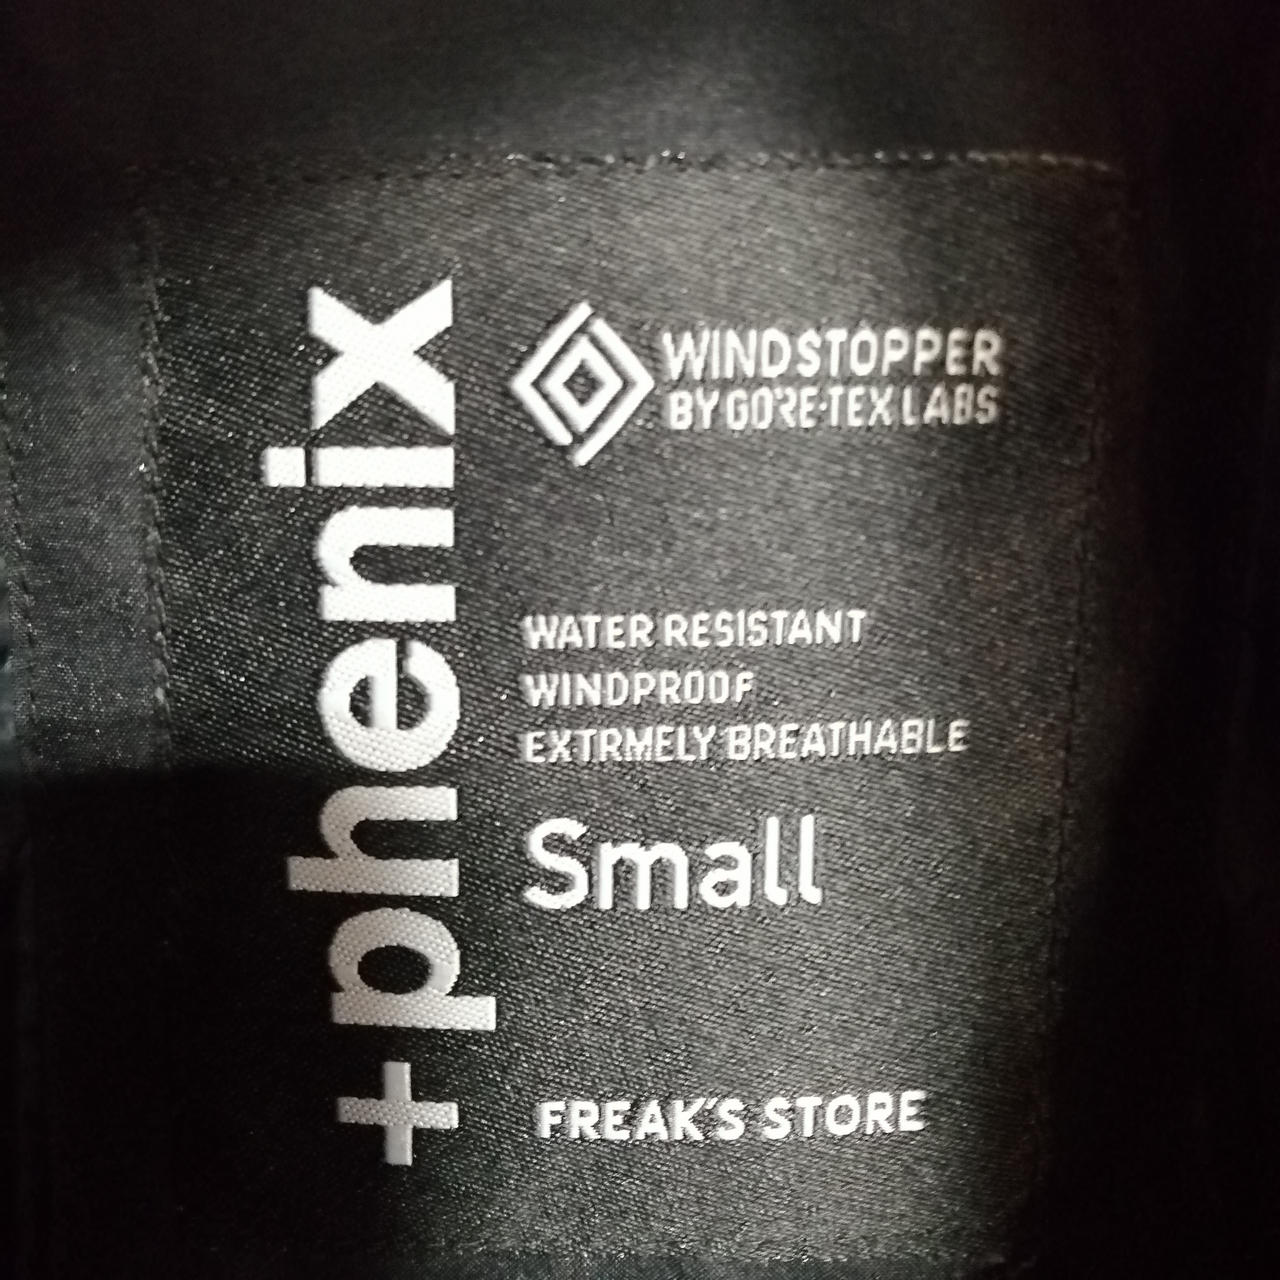 +phenix
WINDSTOPPER
BY GORE-TEX LABS
WATER RESISTANT
WINDPROOF
EXTRMELY BREATHABLE
Small
FREAK'S STORE